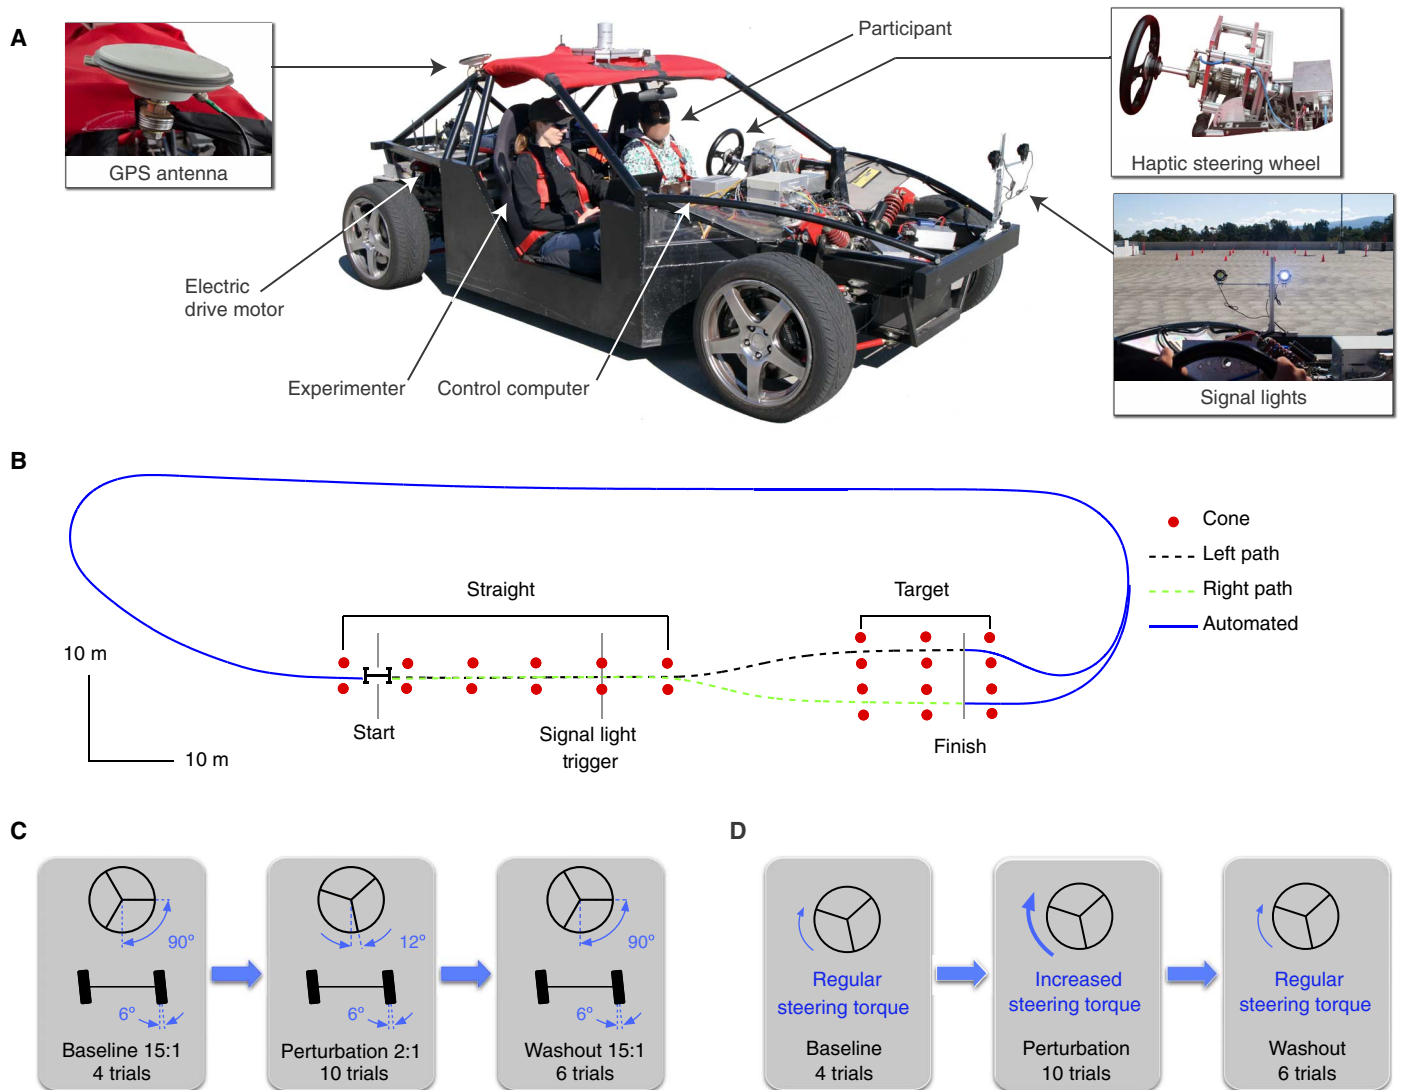 A
GPS antenna
Participant
Haptic steering wheel
Signal lights
Electric
drive motor
Experimenter
Control computer
B
Straight
Target
Cone
Left path
Right path
Automated
10 m
10 m
Start
Signal light
trigger
Finish
C
90°
6°
Baseline 15:1
4 trials
12°
6°
Perturbation 2:1
10 trials
90°
6°
Washout 15:1
6 trials
D
Regular
steering torque
Baseline
4 trials
Increased
steering torque
Perturbation
10 trials
Regular
steering torque
Washout
6 trials